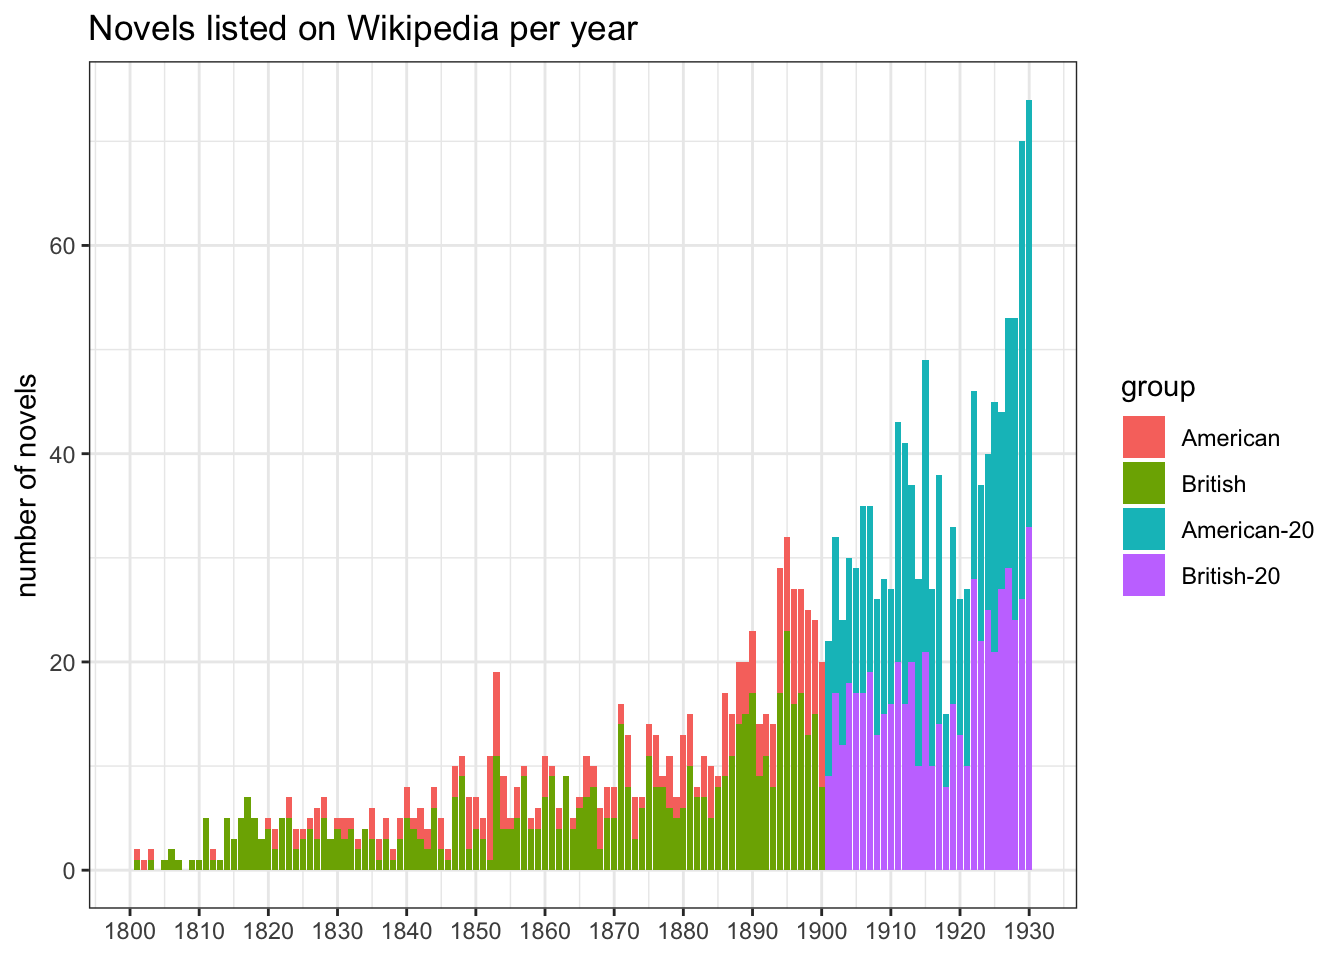 Novels listed on Wikipedia per year
number of novels
60
40
20
0
1800 1810 1820 1830 1840 1850 1860 1870 1880 1890 1900 1910 1920 1930
group
American
British
American-20
British-20